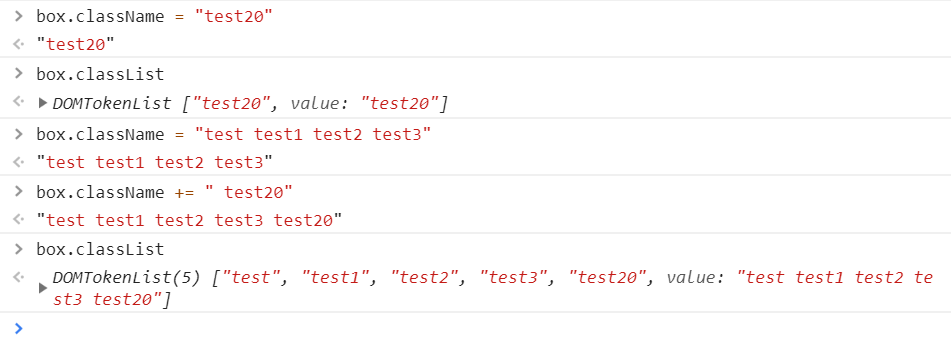 > box.className = "test20"
<· "test20"
> box.classList
<· ▶ DOMTokenList ["test20", value: "test20"]
> box.className = "test test1 test2 test3"
<· "test test1 test2 test3"
> box.className += " test20"
<· "test test1 test2 test3 test20"
> box.classList
<· DOMTokenList(5) ["test", "test1", "test2", "test3", "test20", value: "test test1 test2 te
▶ st3 test20"]
>